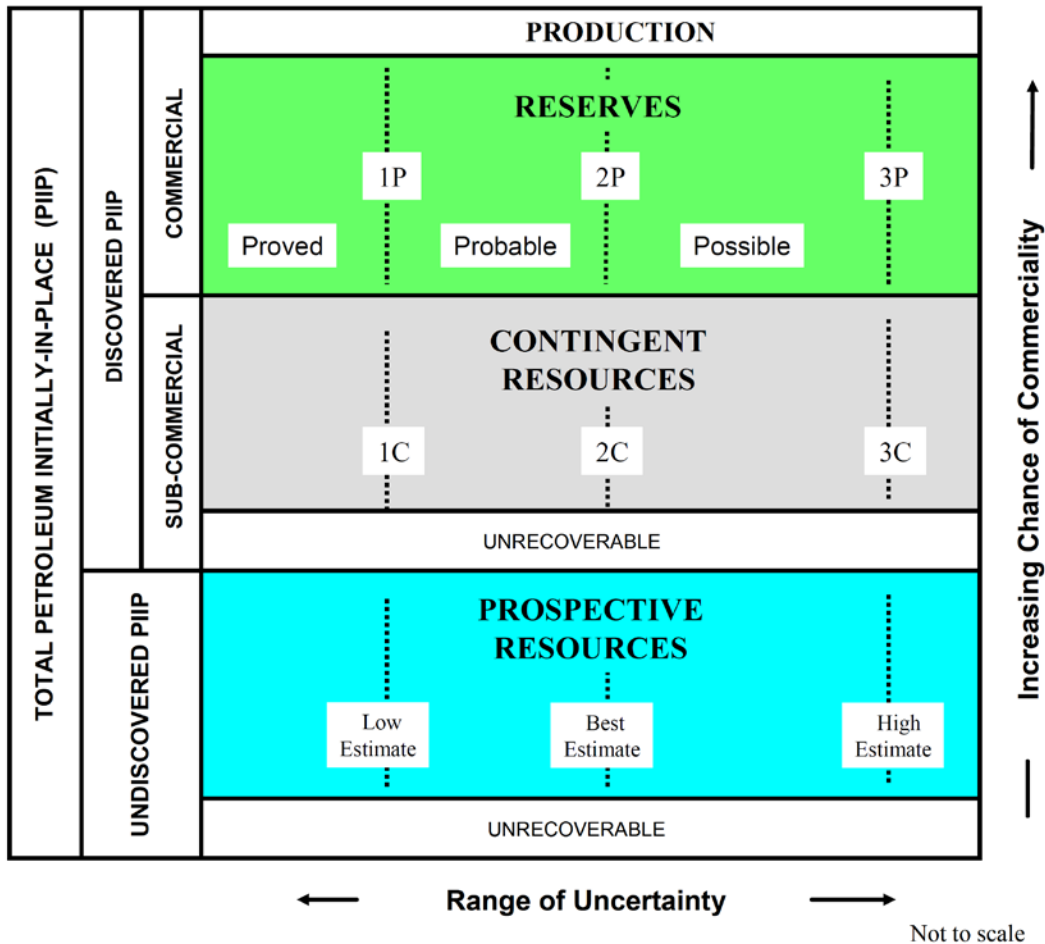 TOTAL PETROLEUM INITIALLY-IN-PLACE (PIIP)
DISCOVERED PIIP
UNDISCOVERED PIIP
COMMERCIAL
SUB-COMMERCIAL
PRODUCTION
RESERVES
1P
2P
3P
Proved
Probable
Possible
CONTINGENT
RESOURCES
1C
2C
3C
UNRECOVERABLE
PROSPECTIVE
RESOURCES
Low
Estimate
Best
Estimate
High
Estimate
UNRECOVERABLE
Increasing Chance of Commerciality
Range of Uncertainty
Not to scale